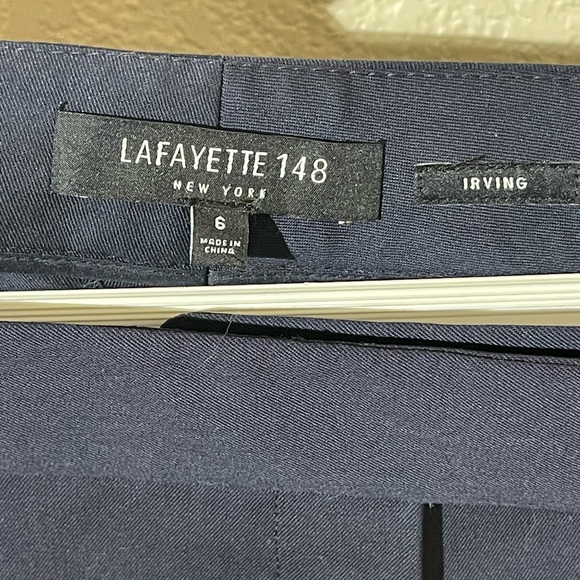 LAFAYETTE 148
NEW YORK
IRVING
6
MADE IN
CHINA